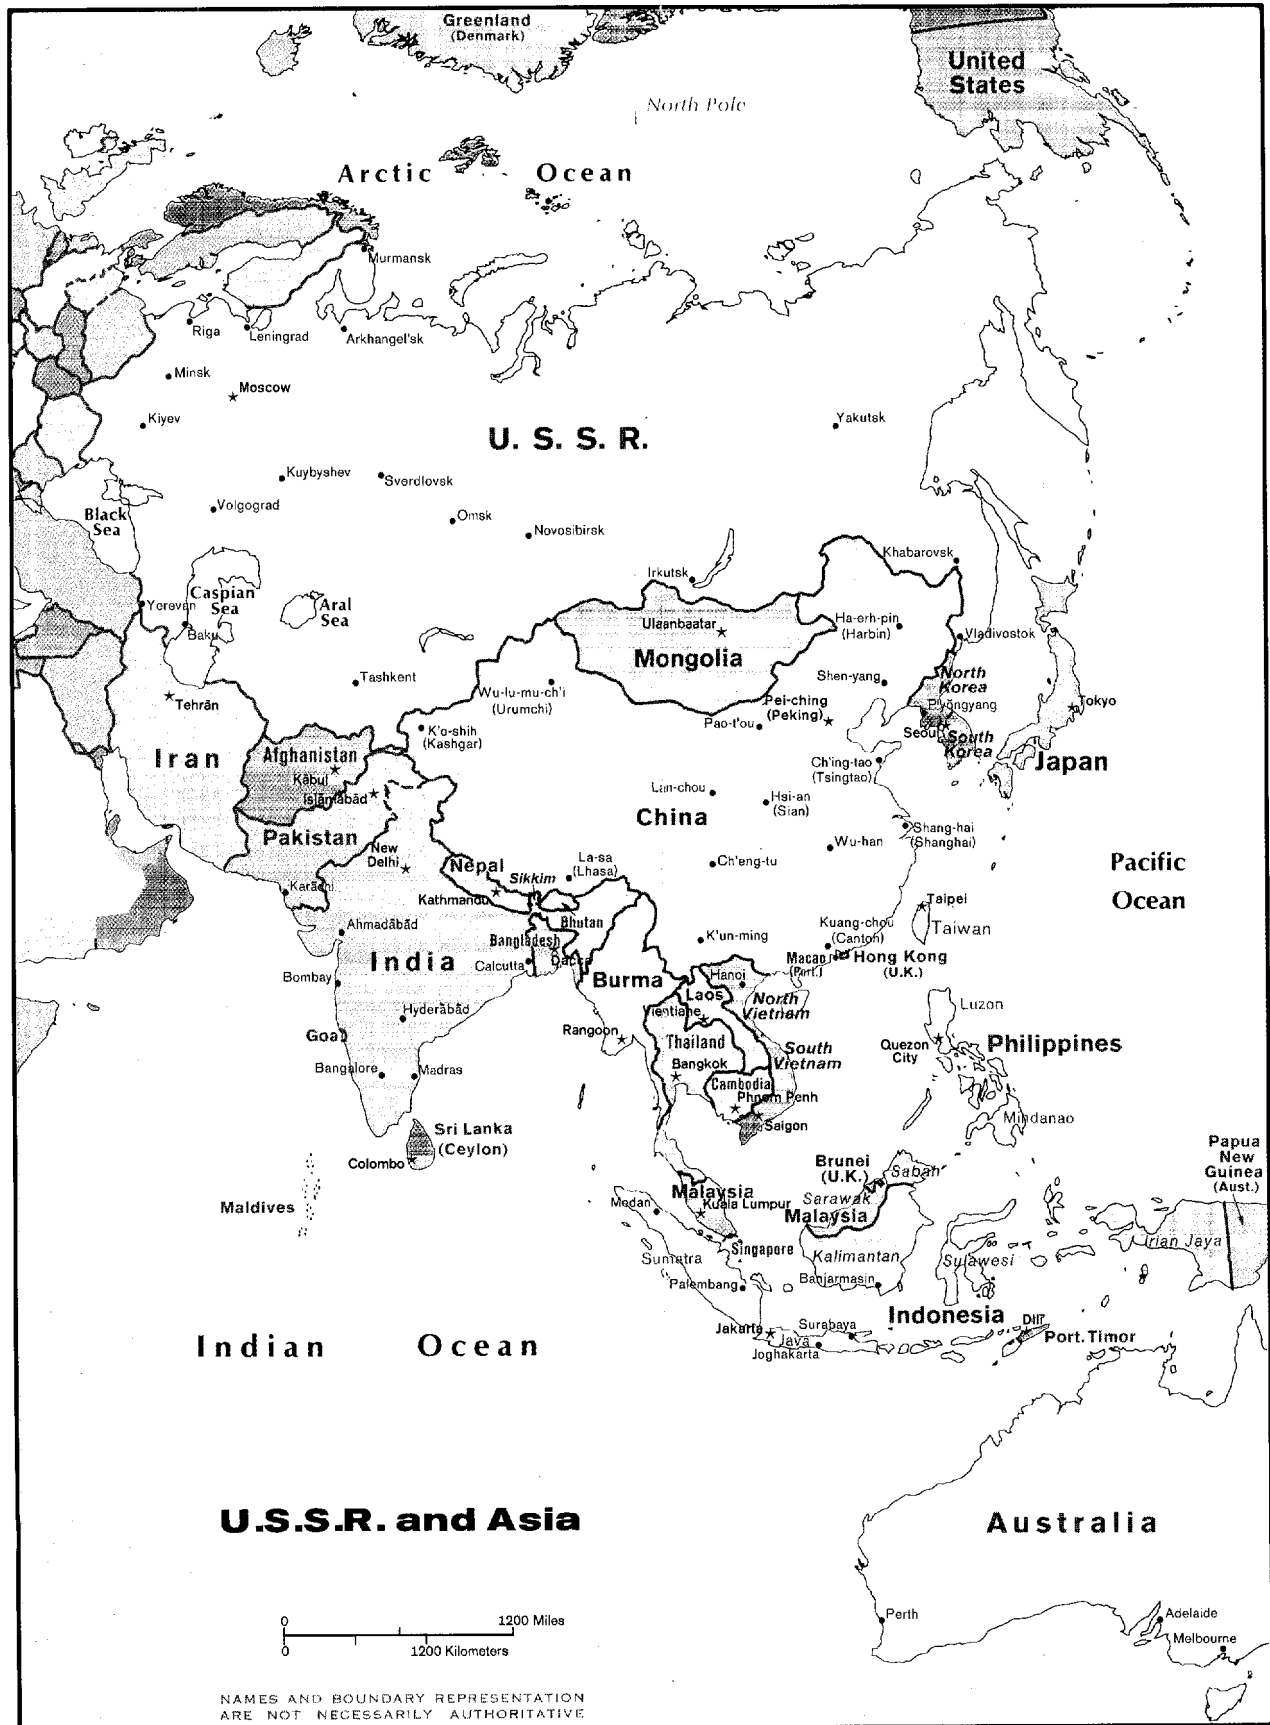 Greenland
(Denmark)
United
States
North Pole
Arctic Ocean
Murmansk
Riga
Leningrad
Arkhangel'sk
Minsk
Moscow
Kiyev
Yakutsk
U. S. S. R.
Kuybyshev
Sverdlovsk
Volgograd
Black
Sea
Omsk
Novosibirsk
Khabarovsk
Irkutsk
Caspian
Sea
Yerevan
Aral
Sea
Baku
Ulaanbaatar
Ha-erh-pin
(Harbin)
Vladivostok
Mongolia
Tashkent
Wu-lu-mu-ch'i
(Urumchi)
Shen-yang
North
Korea
Tehrān
Pei-ching
(Peking)
P'yŏngyang
Tokyo
K'o-shih
(Kashgar)
Pao-t'ou
Seoul
South
Korea
Iran
Afghanistan
Kābul
Ch'ing-tao
(Tsingtao)
Japan
Islāmābād
Lan-chou
Hsi-an
(Sian)
China
Pakistan
Shang-hai
(Shanghai)
New
Delhi
Wu-han
Nepal
La-sa
(Lhasa)
Ch'eng-tu
Pacific
Ocean
Sikkim
Karāchi
Kathmandu
Taipei
Taiwan
Ahmadābād
Bhutan
Kuang-chou
(Canton)
Bangladesh
K'un-ming
India
Calcutta
Dacca
Macao
(Port.)
Hong Kong
(U.K.)
Bombay
Burma
Hanoi
Laos
North
Vietnam
Luzon
Hyderābād
Vientiane
Goa
Rangoon
Thailand
South
Vietnam
Quezon
City
Philippines
Bangalore
Madras
Bangkok
Cambodia
Phnom Penh
Saigon
Mindanao
Sri Lanka
(Ceylon)
Colombo
Papua
New
Guinea
(Aust.)
Brunei
(U.K.)
Sabah
Maldives
Malaysia
Medan
Kuala Lumpur
Sarawak
Malaysia
Singapore
Sumatra
Kalimantan
Sulawesi
Irian Jaya
Palembang
Banjarmasin
Indonesia
Jakarta
Surabaya
Dili
Java
Joghakarta
Port. Timor
Indian Ocean
U.S.S.R. and Asia
Australia
0 1200 Miles
0 1200 Kilometers
Perth
Adelaide
Melbourne
NAMES AND BOUNDARY REPRESENTATION
ARE NOT NECESSARILY AUTHORITATIVE